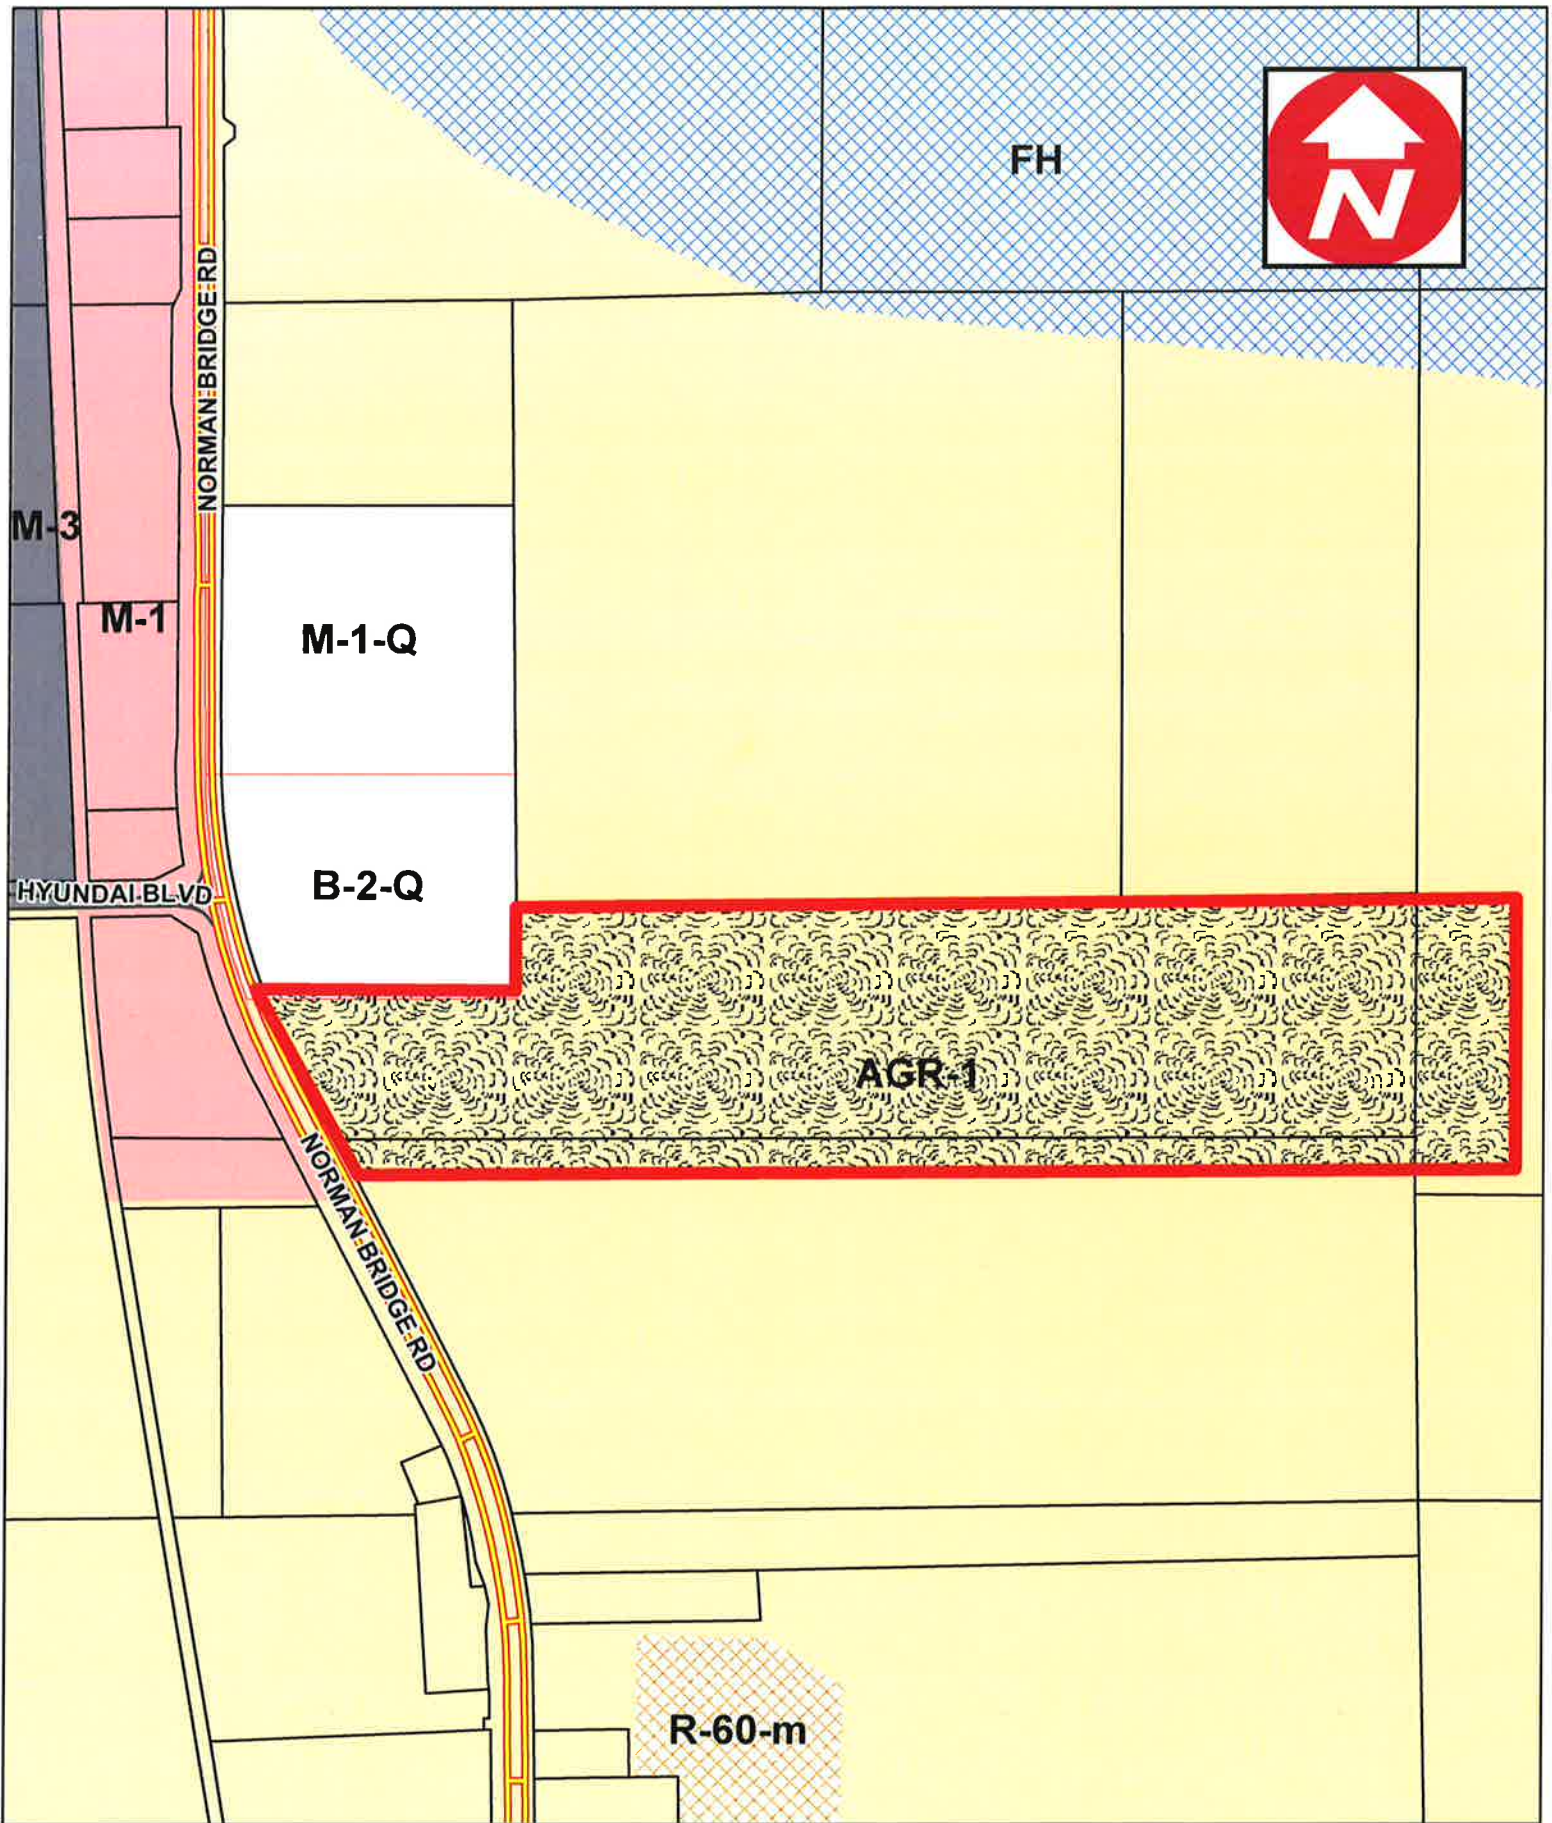 FH
N
NORMAN BRIDGE RD
M-3
M-1
M-1-Q
B-2-Q
HYUNDAI BLVD
AGR-1
NORMAN BRIDGE RD
R-60-m